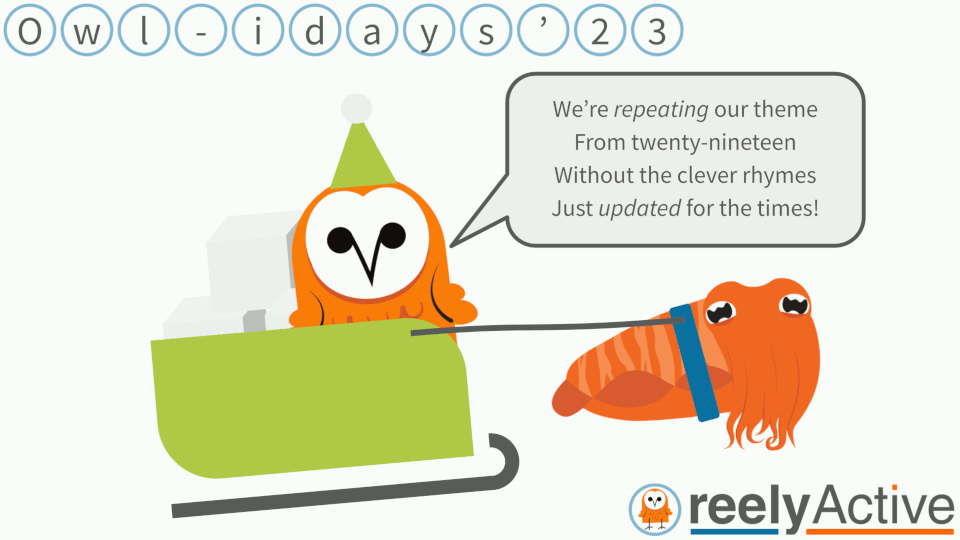 Owl-idays’23
We’re repeating our theme
From twenty-nineteen
Without the clever rhymes
Just updated for the times!
reelyActive